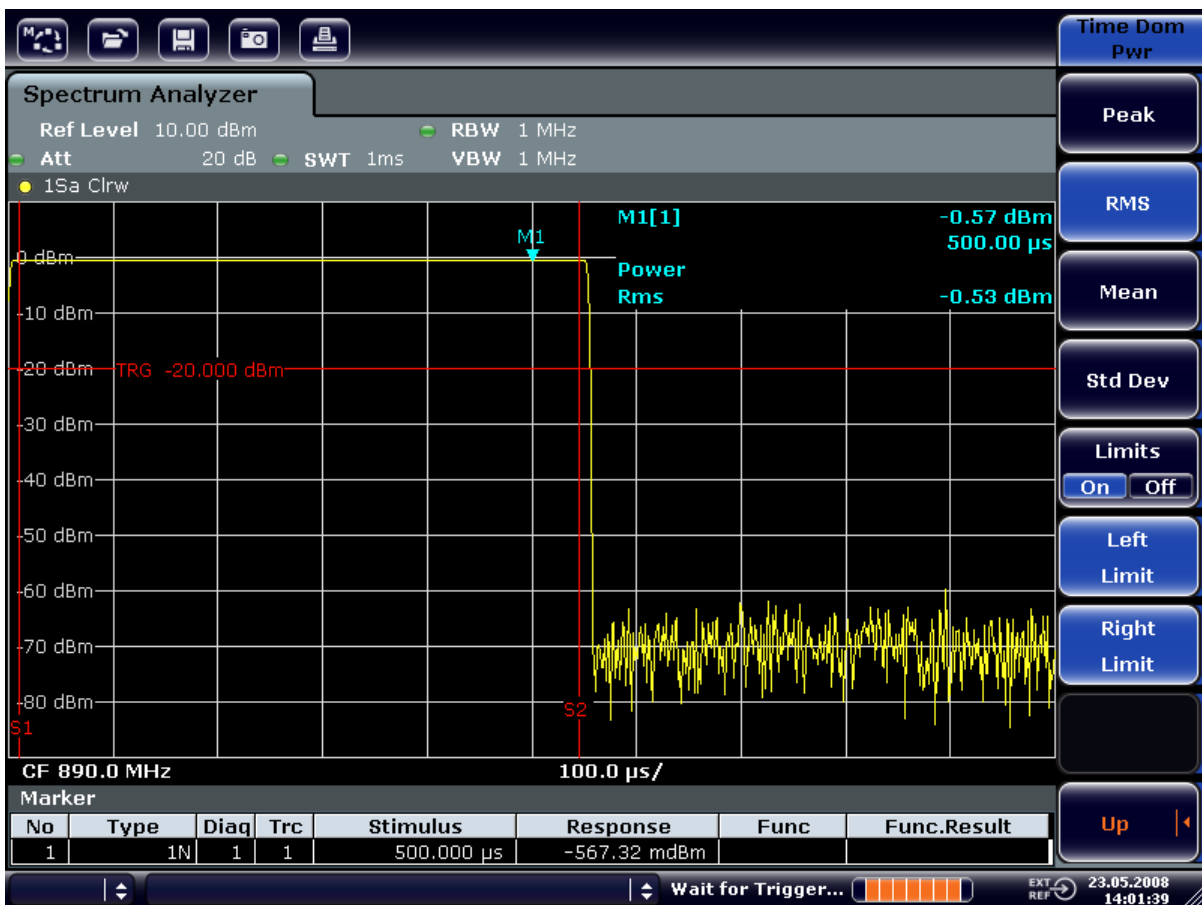 M
Time Dom
Pwr
Spectrum Analyzer
Ref Level 10.00 dBm RBW 1 MHz
Att 20 dB SWT 1ms VBW 1 MHz
1Sa Clrw
M1[1] -0.57 dBm
500.00 µs
Power
Rms -0.53 dBm
M1
0 dBm
-10 dBm
-20 dBm
TRG -20.000 dBm
-30 dBm
-40 dBm
-50 dBm
-60 dBm
-70 dBm
-80 dBm
S1
S2
CF 890.0 MHz 100.0 µs/
Marker
No Type Diag Trc Stimulus Response Func Func.Result
1 1N 1 1 500.000 µs -567.32 mdBm
Peak
RMS
Mean
Std Dev
Limits
On Off
Left
Limit
Right
Limit
Up
Wait for Trigger...
EXT
REF
23.05.2008
14:01:39